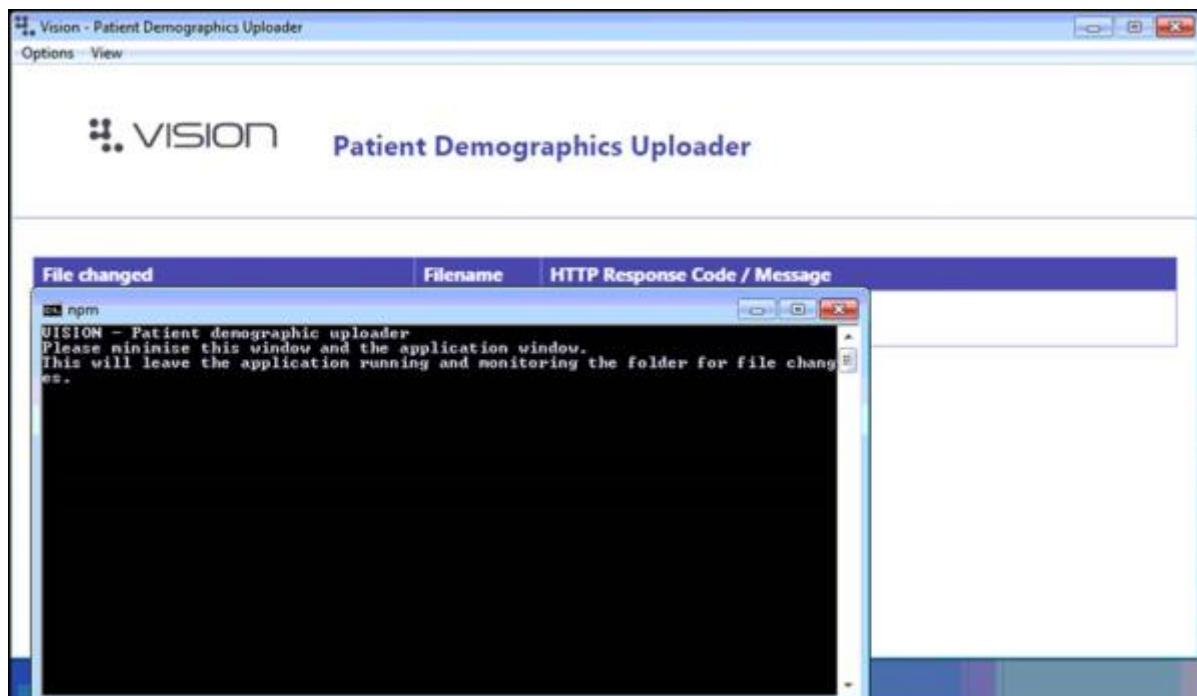 Vision - Patient Demographics Uploader
Options View
VISION
Patient Demographics Uploader
File changed Filename HTTP Response Code / Message
npm
VISION - Patient demographic uploader
Please minimise this window and the application window.
This will leave the application running and monitoring the folder for file chang
es.